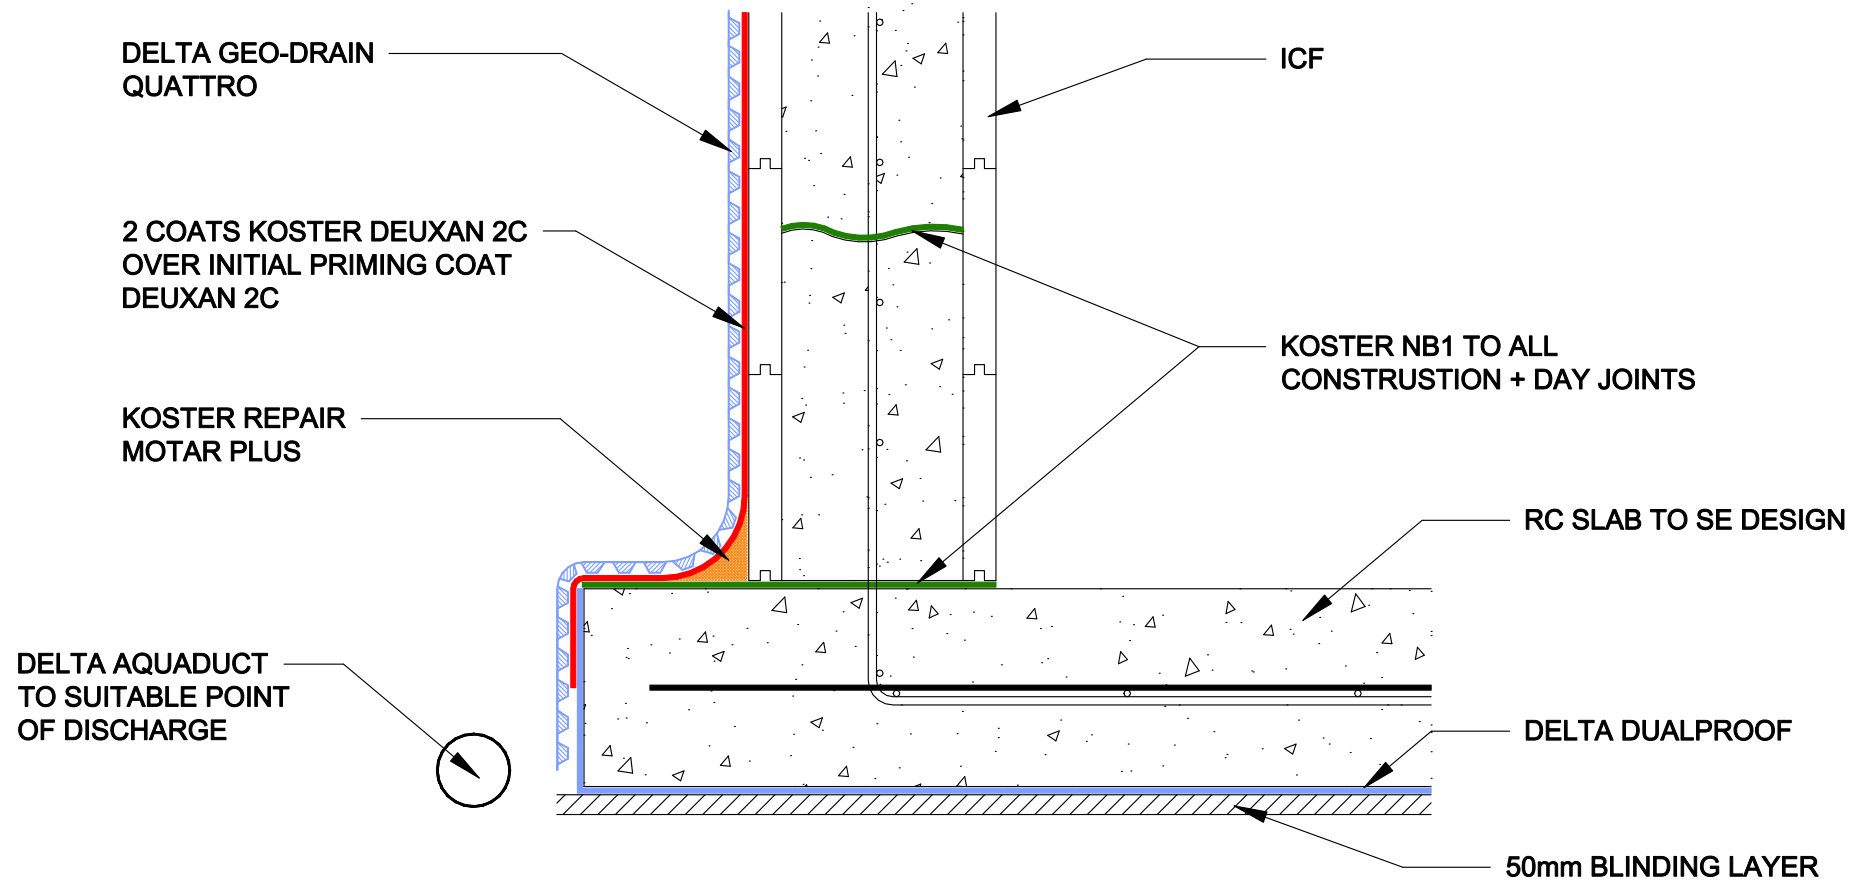 DELTA GEO-DRAIN
QUATTRO
ICF
2 COATS KOSTER DEUXAN 2C
OVER INITIAL PRIMING COAT
DEUXAN 2C
KOSTER NB1 TO ALL
CONSTRUSTION + DAY JOINTS
KOSTER REPAIR
MOTAR PLUS
RC SLAB TO SE DESIGN
DELTA AQUADUCT
TO SUITABLE POINT
OF DISCHARGE
DELTA DUALPROOF
50mm BLINDING LAYER